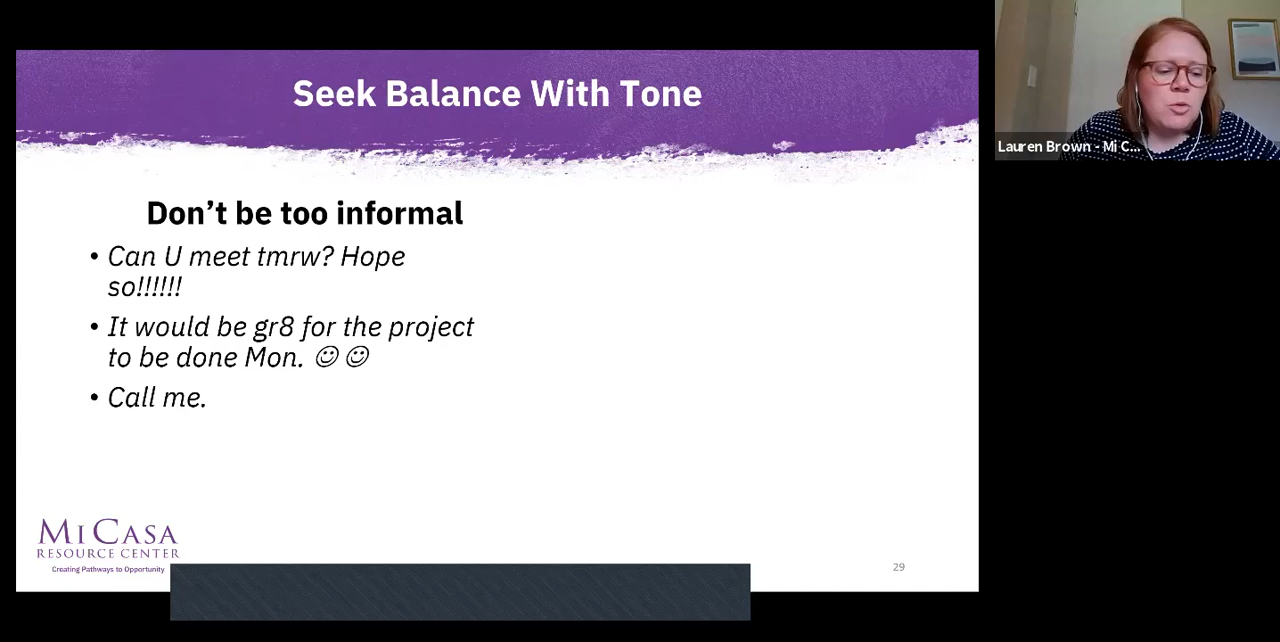 Seek Balance With Tone
Lauren Brown - Mi C...
Don’t be too informal
• Can U meet tmrw? Hope
so!!!!!!
• It would be gr8 for the project
to be done Mon. ☺ ☺
• Call me.
MI CASA
RESOURCE CENTER
Creating Pathways to Opportunity
29